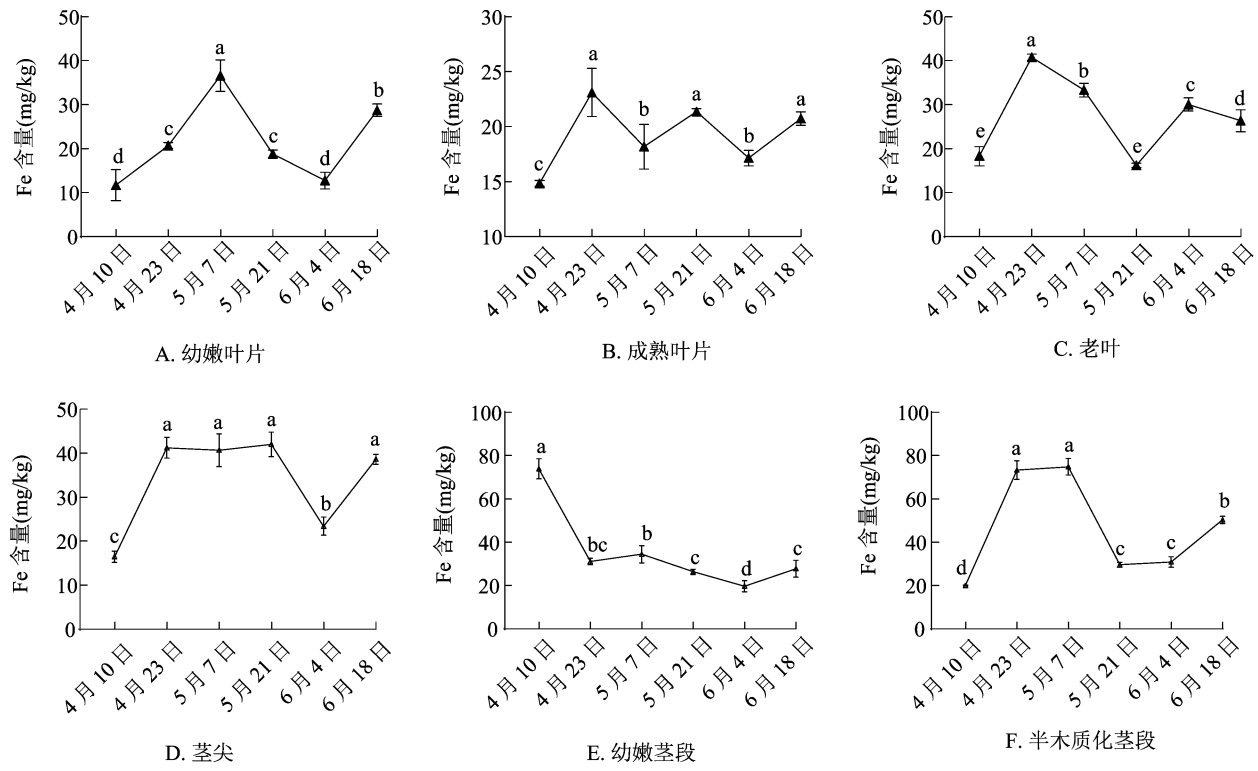 50
40
30
20
10
0
Fe 含量(mg/kg)
d
c
a
c
d
b
4月 10日
4月 23日
5月 7日
5月 21日
6月 4日
6月 18日
A. 幼嫩叶片
30
25
20
15
10
Fe 含量(mg/kg)
c
a
b
a
b
a
4月 10日
4月 23日
5月 7日
5月 21日
6月 4日
6月 18日
B. 成熟叶片
50
40
30
20
10
0
Fe 含量(mg/kg)
e
a
b
e
c
d
4月 10日
4月 23日
5月 7日
5月 21日
6月 4日
6月 18日
C. 老叶
50
40
30
20
10
0
Fe 含量(mg/kg)
c
a
a
a
b
a
4月 10日
4月 23日
5月 7日
5月 21日
6月 4日
6月 18日
D. 茎尖
100
80
60
40
20
0
Fe 含量(mg/kg)
a
bc
b
c
d
c
4月 10日
4月 23日
5月 7日
5月 21日
6月 4日
6月 18日
E. 幼嫩茎段
100
80
60
40
20
0
Fe 含量(mg/kg)
d
a
a
c
c
b
4月 10日
4月 23日
5月 7日
5月 21日
6月 4日
6月 18日
F. 半木质化茎段